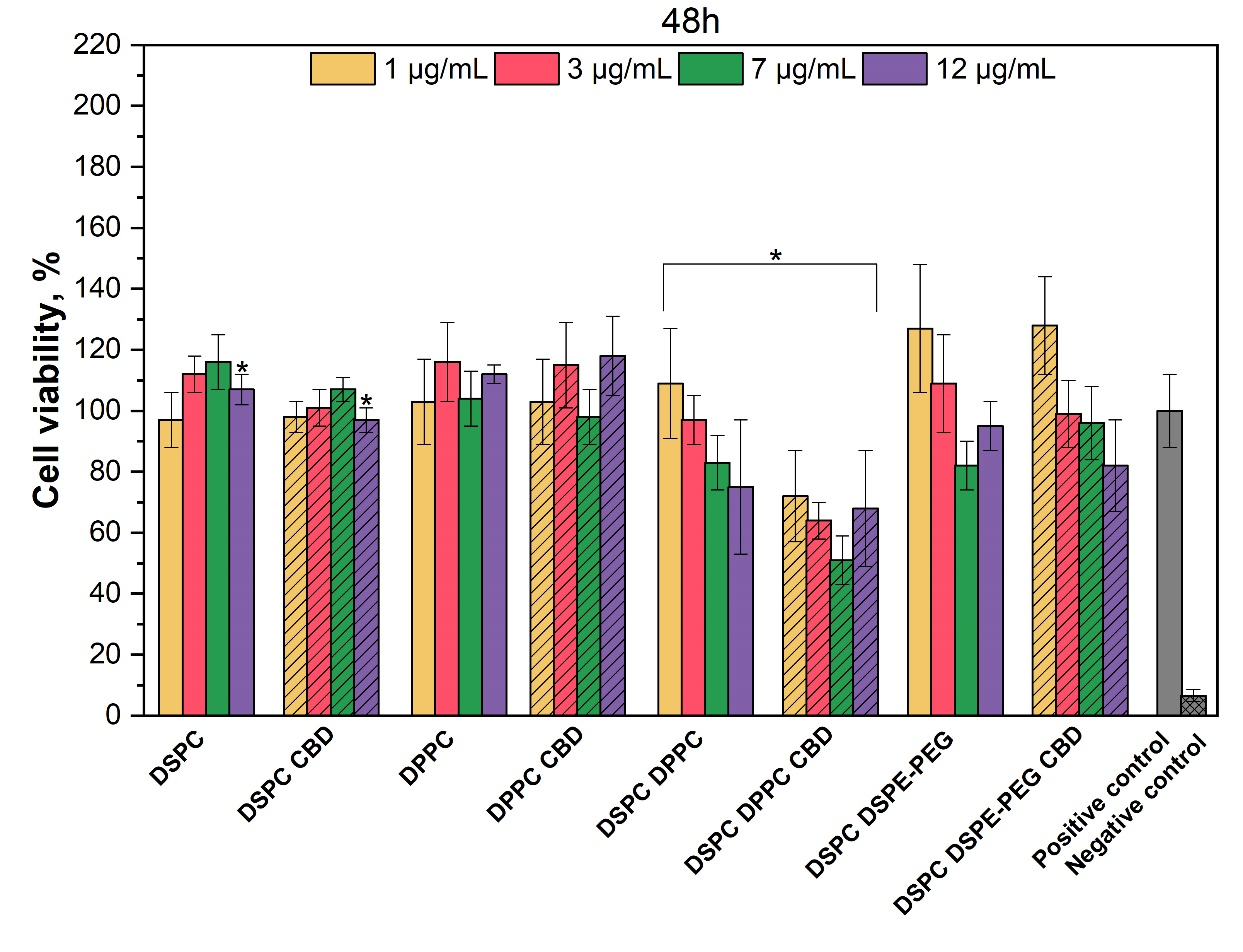 48h
1 µg/mL 3 µg/mL 7 µg/mL 12 µg/mL
Cell viability, %
220
200
180
160
140
120
100
80
60
40
20
0
*
*
*
DSPC
DSPC CBD
DPPC
DPPC CBD
DSPC DPPC
DSPC DPPC CBD
DSPC DSPE-PEG
DSPC DSPE-PEG CBD
Positive control
Negative control